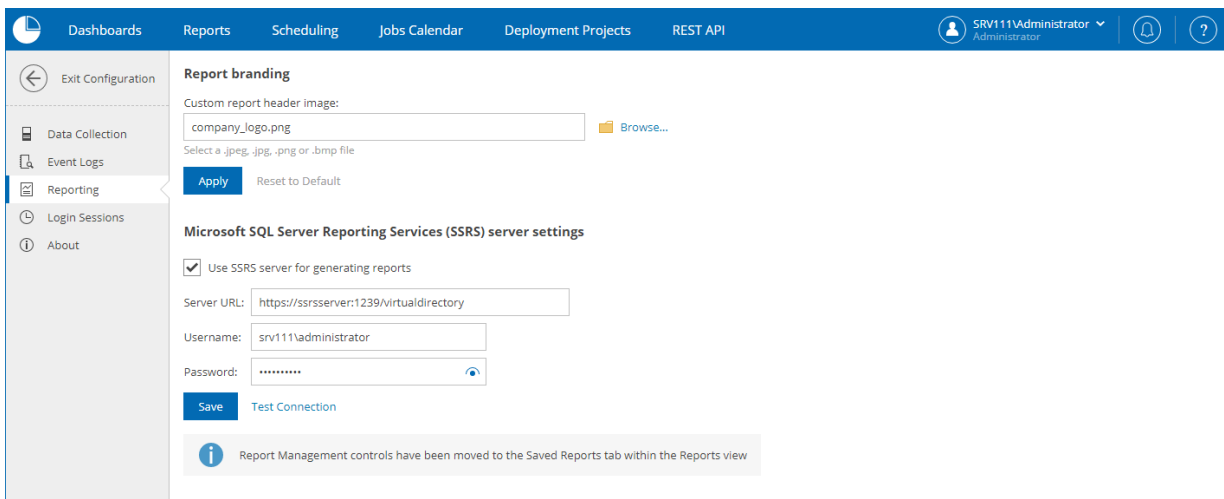 Dashboards Reports Scheduling Jobs Calendar Deployment Projects REST API SRV111\Administrator
Administrator
?
Exit Configuration
Data Collection
Event Logs
Reporting
Login Sessions
About
Report branding
Custom report header image:
company_logo.png Browse...
Select a .jpeg, .jpg, .png or .bmp file
Apply Reset to Default
Microsoft SQL Server Reporting Services (SSRS) server settings
Use SSRS server for generating reports
Server URL: https://ssrsserver:1239/virtualdirectory
Username: srv111\administrator
Password: ••••••••••
Save Test Connection
Report Management controls have been moved to the Saved Reports tab within the Reports view